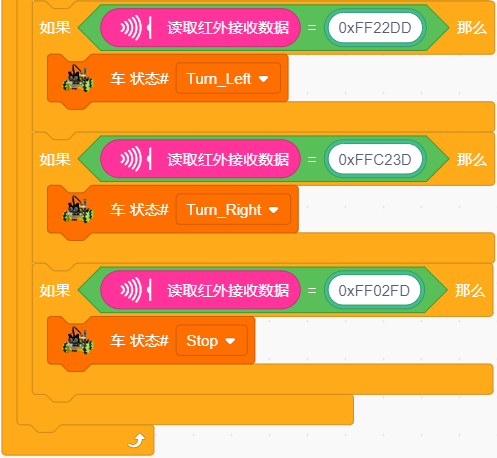 如果 读取红外接收数据 = 0xFF22DD 那么
车 状态# Turn_Left
如果 读取红外接收数据 = 0xFFC23D 那么
车 状态# Turn_Right
如果 读取红外接收数据 = 0xFF02FD 那么
车 状态# Stop